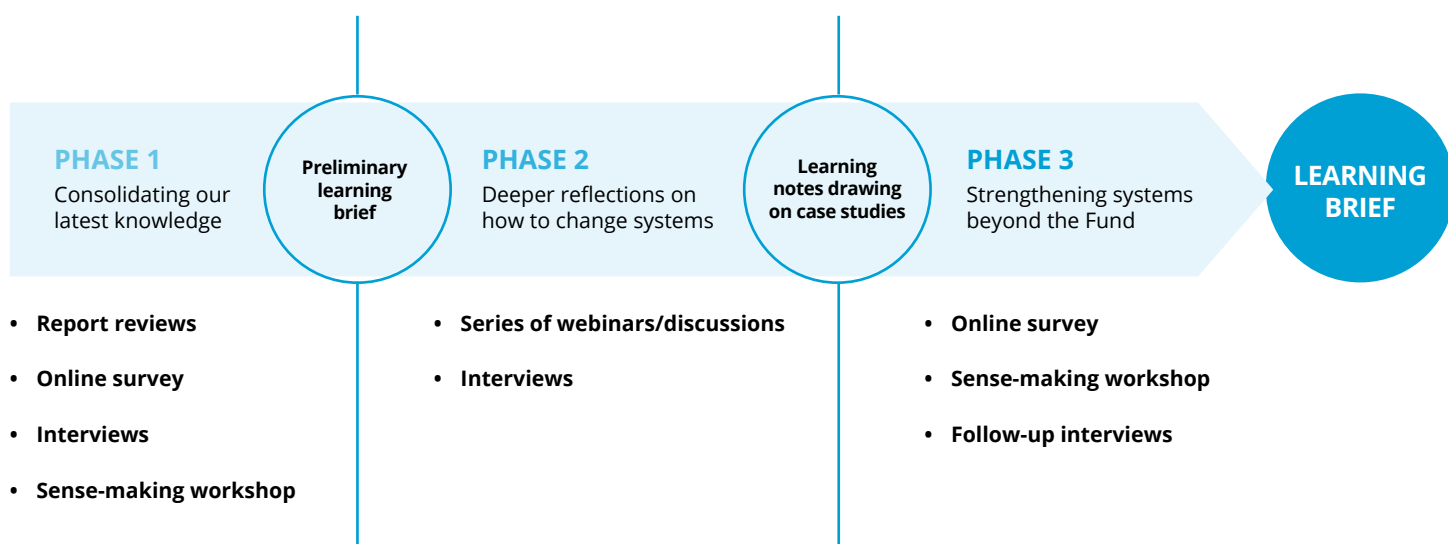 PHASE 1
Consolidating our
latest knowledge
Preliminary
learning
brief
PHASE 2
Deeper reflections on
how to change systems
Learning
notes drawing
on case studies
PHASE 3
Strengthening systems
beyond the Fund
LEARNING
BRIEF
• Report reviews
• Online survey
• Interviews
• Sense-making workshop
• Series of webinars/discussions
• Interviews
• Online survey
• Sense-making workshop
• Follow-up interviews